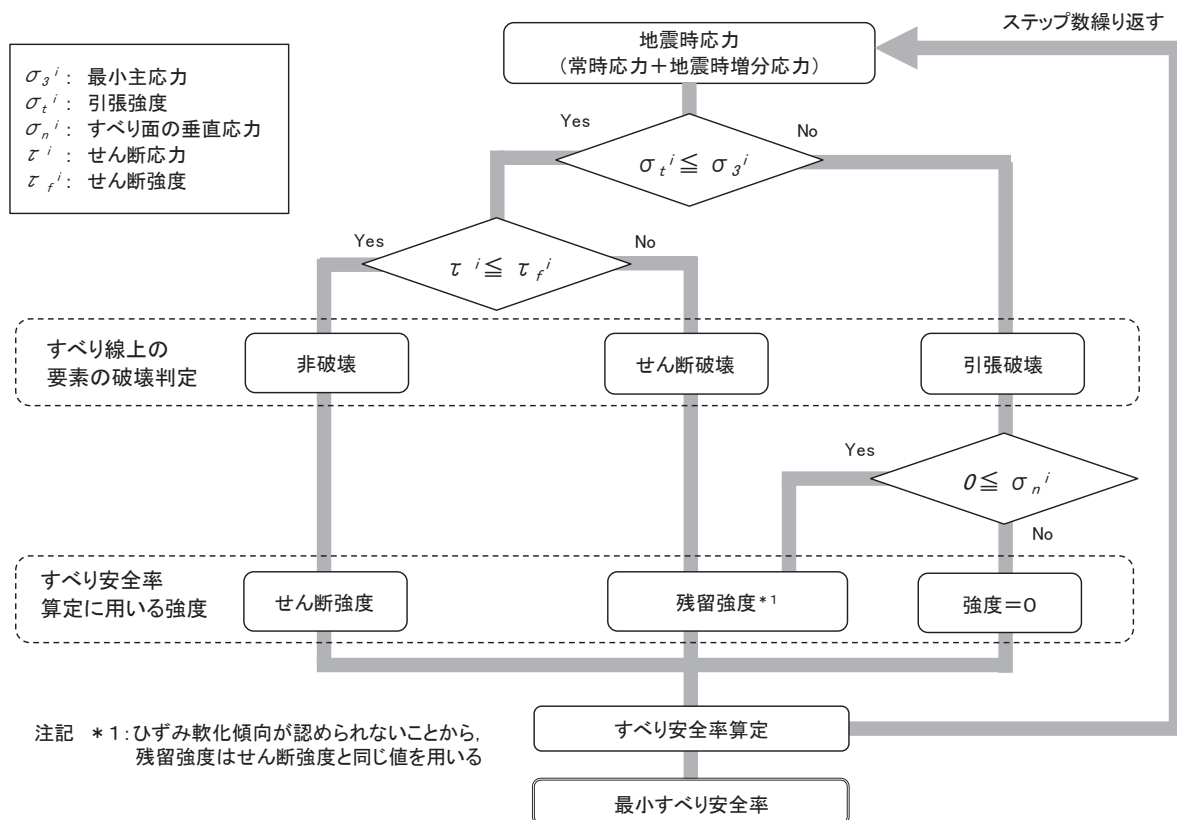 ステップ数繰り返す
地震時応力
（常時応力＋地震時増分応力）
σ₃ⁱ： 最小主応力
σₜⁱ： 引張強度
σₙⁱ： すべり面の垂直応力
τⁱ： せん断応力
τ_fⁱ： せん断強度
Yes
No
σₜⁱ≦ σ₃ⁱ
Yes
No
τⁱ≦ τ_fⁱ
すべり線上の
要素の破壊判定
非破壊
せん断破壊
引張破壊
Yes
0≦ σₙⁱ
No
すべり安全率
算定に用いる強度
せん断強度
残留強度*¹
強度＝0
注記 ＊１：ひずみ軟化傾向が認められないことから，
残留強度はせん断強度と同じ値を用いる
すべり安全率算定
最小すべり安全率